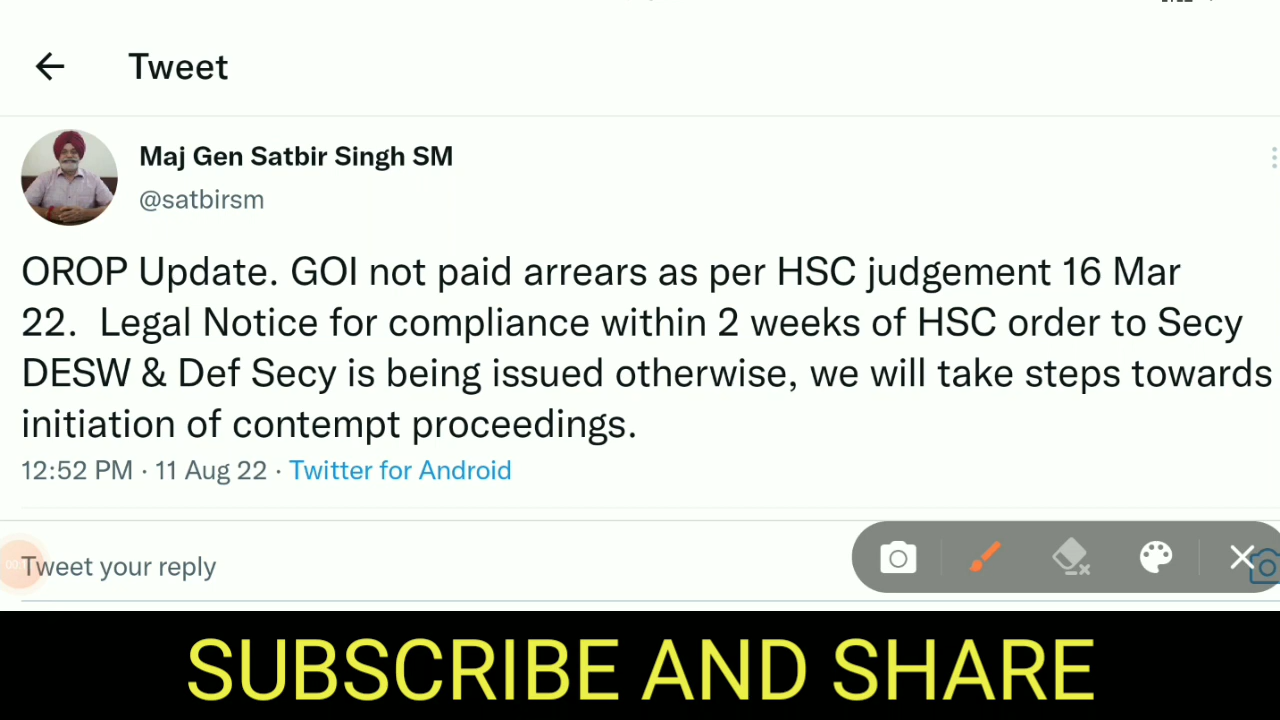 Tweet
Maj Gen Satbir Singh SM
@satbirsm
OROP Update. GOI not paid arrears as per HSC judgement 16 Mar
22.  Legal Notice for compliance within 2 weeks of HSC order to Secy
DESW & Def Secy is being issued otherwise, we will take steps towards
initiation of contempt proceedings.
12:52 PM · 11 Aug 22 · Twitter for Android
Tweet your reply
SUBSCRIBE AND SHARE